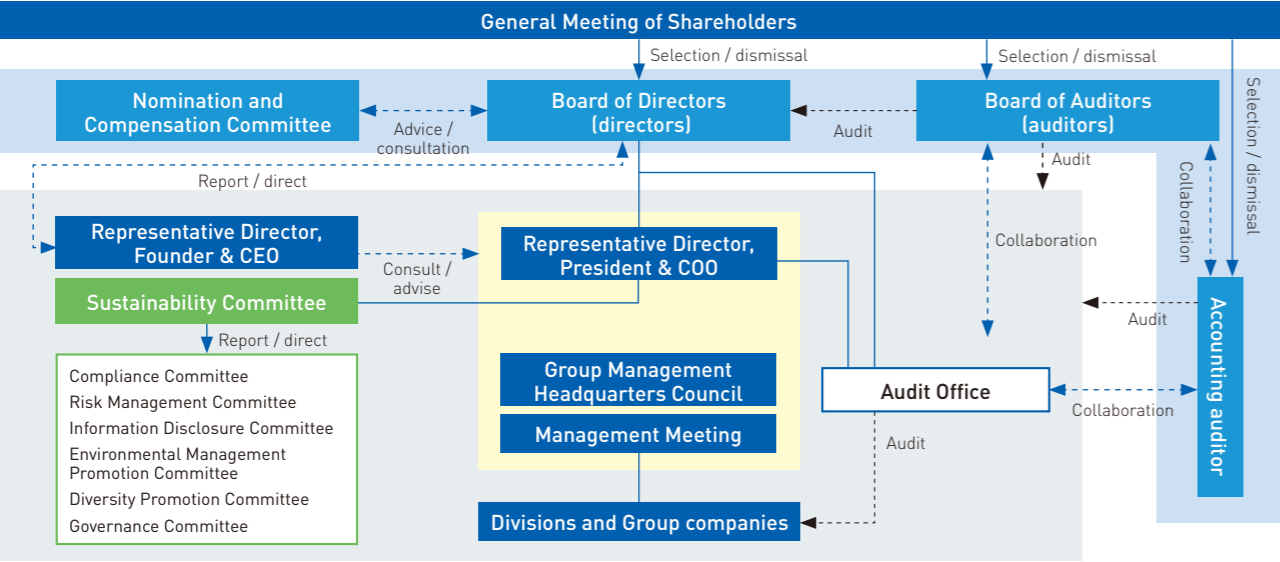 General Meeting of Shareholders
Selection / dismissal
Selection / dismissal
Selection / dismissal
Nomination and
Compensation Committee
Advice /
consultation
Board of Directors
(directors)
Audit
Board of Auditors
(auditors)
Audit
Collaboration
Report / direct
Representative Director,
Founder & CEO
Consult /
advise
Representative Director,
President & COO
Collaboration
Sustainability Committee
Report / direct
Audit
Accounting auditor
Compliance Committee
Risk Management Committee
Information Disclosure Committee
Environmental Management
Promotion Committee
Diversity Promotion Committee
Governance Committee
Group Management
Headquarters Council
Management Meeting
Audit Office
Collaboration
Audit
Divisions and Group companies